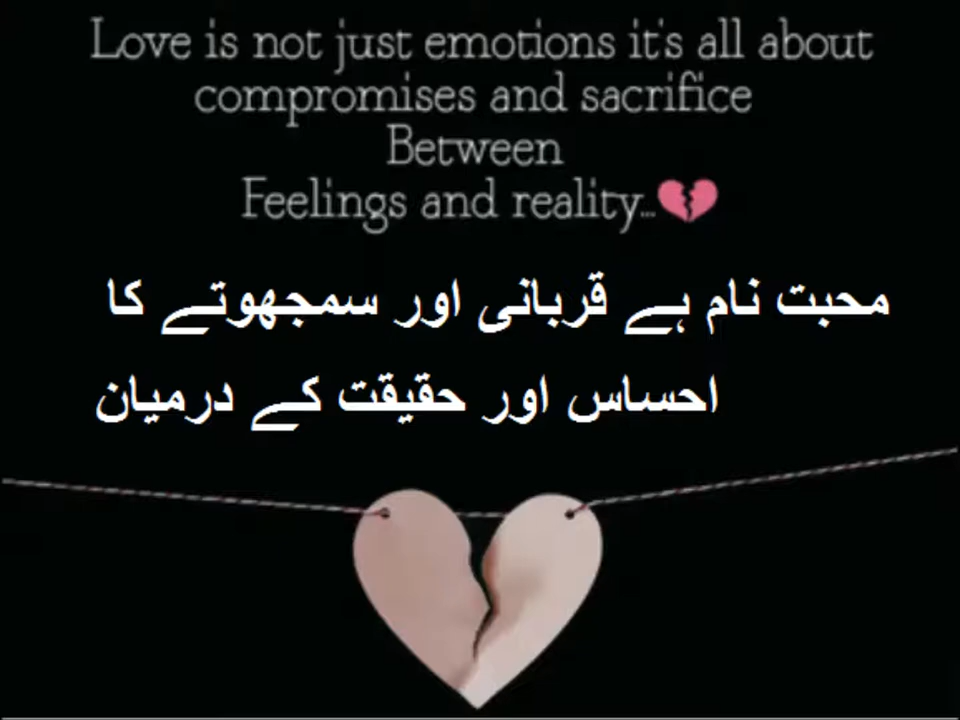 Love is not just emotions it's all about
compromises and sacrifice
Between
Feelings and reality...💔
محبت نام ہے قربانی اور سمجھوتے کا
احساس اور حقیقت کے درمیان